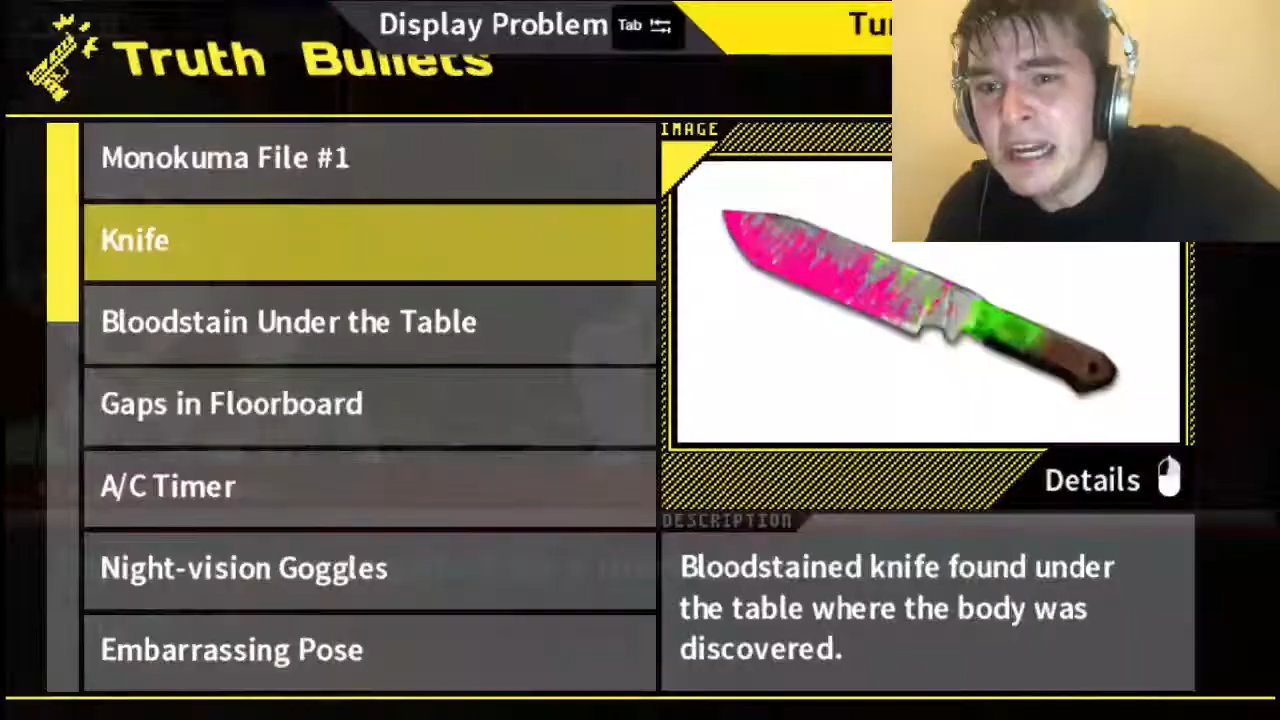 Display Problem Tab
Truth Bullets
Monokuma File #1
Knife
Bloodstain Under the Table
Gaps in Floorboard
A/C Timer
Night-vision Goggles
Embarrassing Pose
IMAGE
Details
DESCRIPTION
Bloodstained knife found under
the table where the body was
discovered.